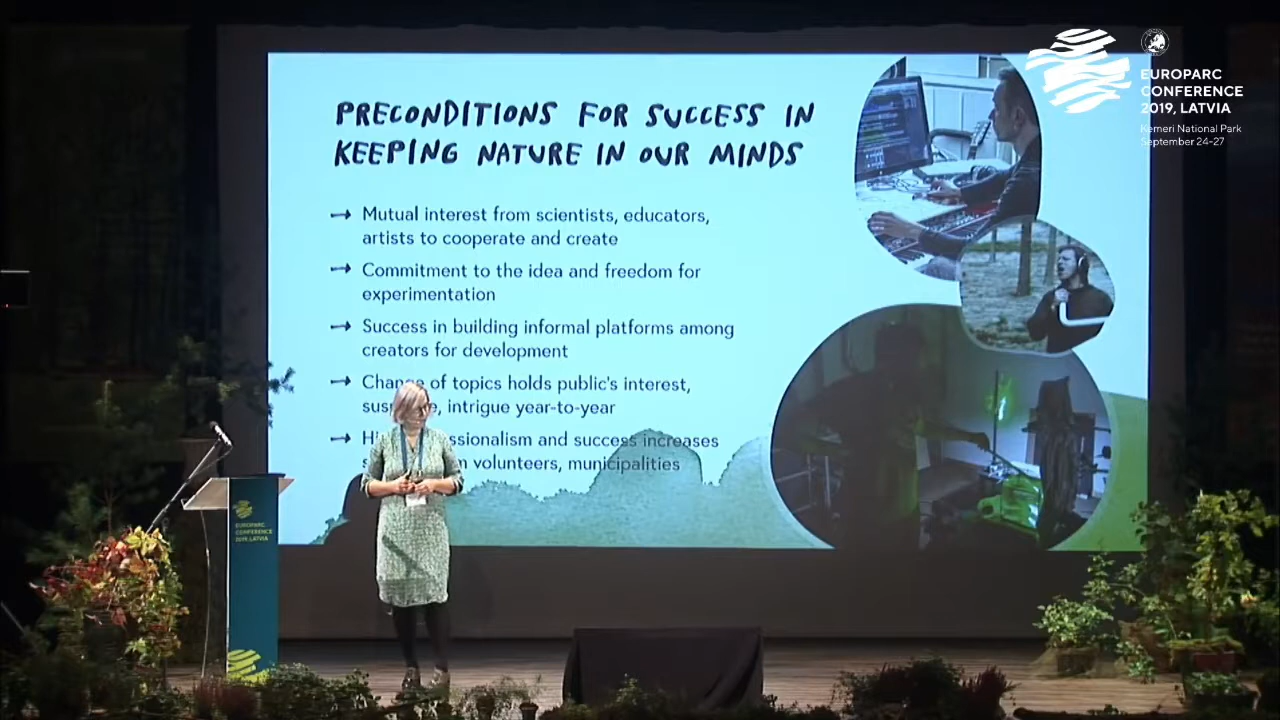 PRECONDITIONS FOR SUCCESS IN
KEEPING NATURE IN OUR MINDS
Mutual interest from scientists, educators,
artists to cooperate and create
Commitment to the idea and freedom for
experimentation
Success in building informal platforms among
creators for development
Change of topics holds public's interest,
intrigue year-to-year
and success increases
volunteers, municipalities
EUROPARC
CONFERENCE
2019, LATVIA
Kemeri National Park
September 24-27
EUROPARC
CONFERENCE
2019, LATVIA